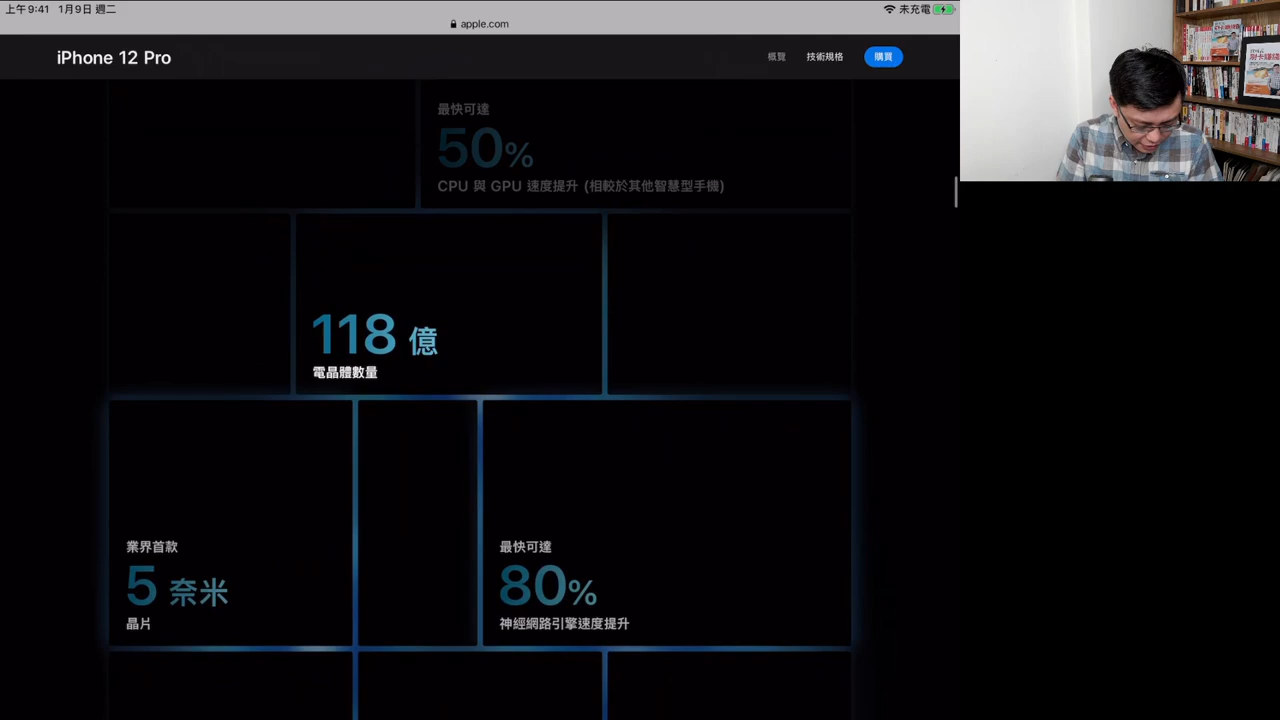 上午9:41 1月9日 週二
未充電
apple.com
iPhone 12 Pro
概覽
技術規格
購買
最快可達
50%
CPU 與 GPU 速度提升 (相較於其他智慧型手機)
118 億
電晶體數量
業界首款
5 奈米
晶片
最快可達
80%
神經網路引擎速度提升